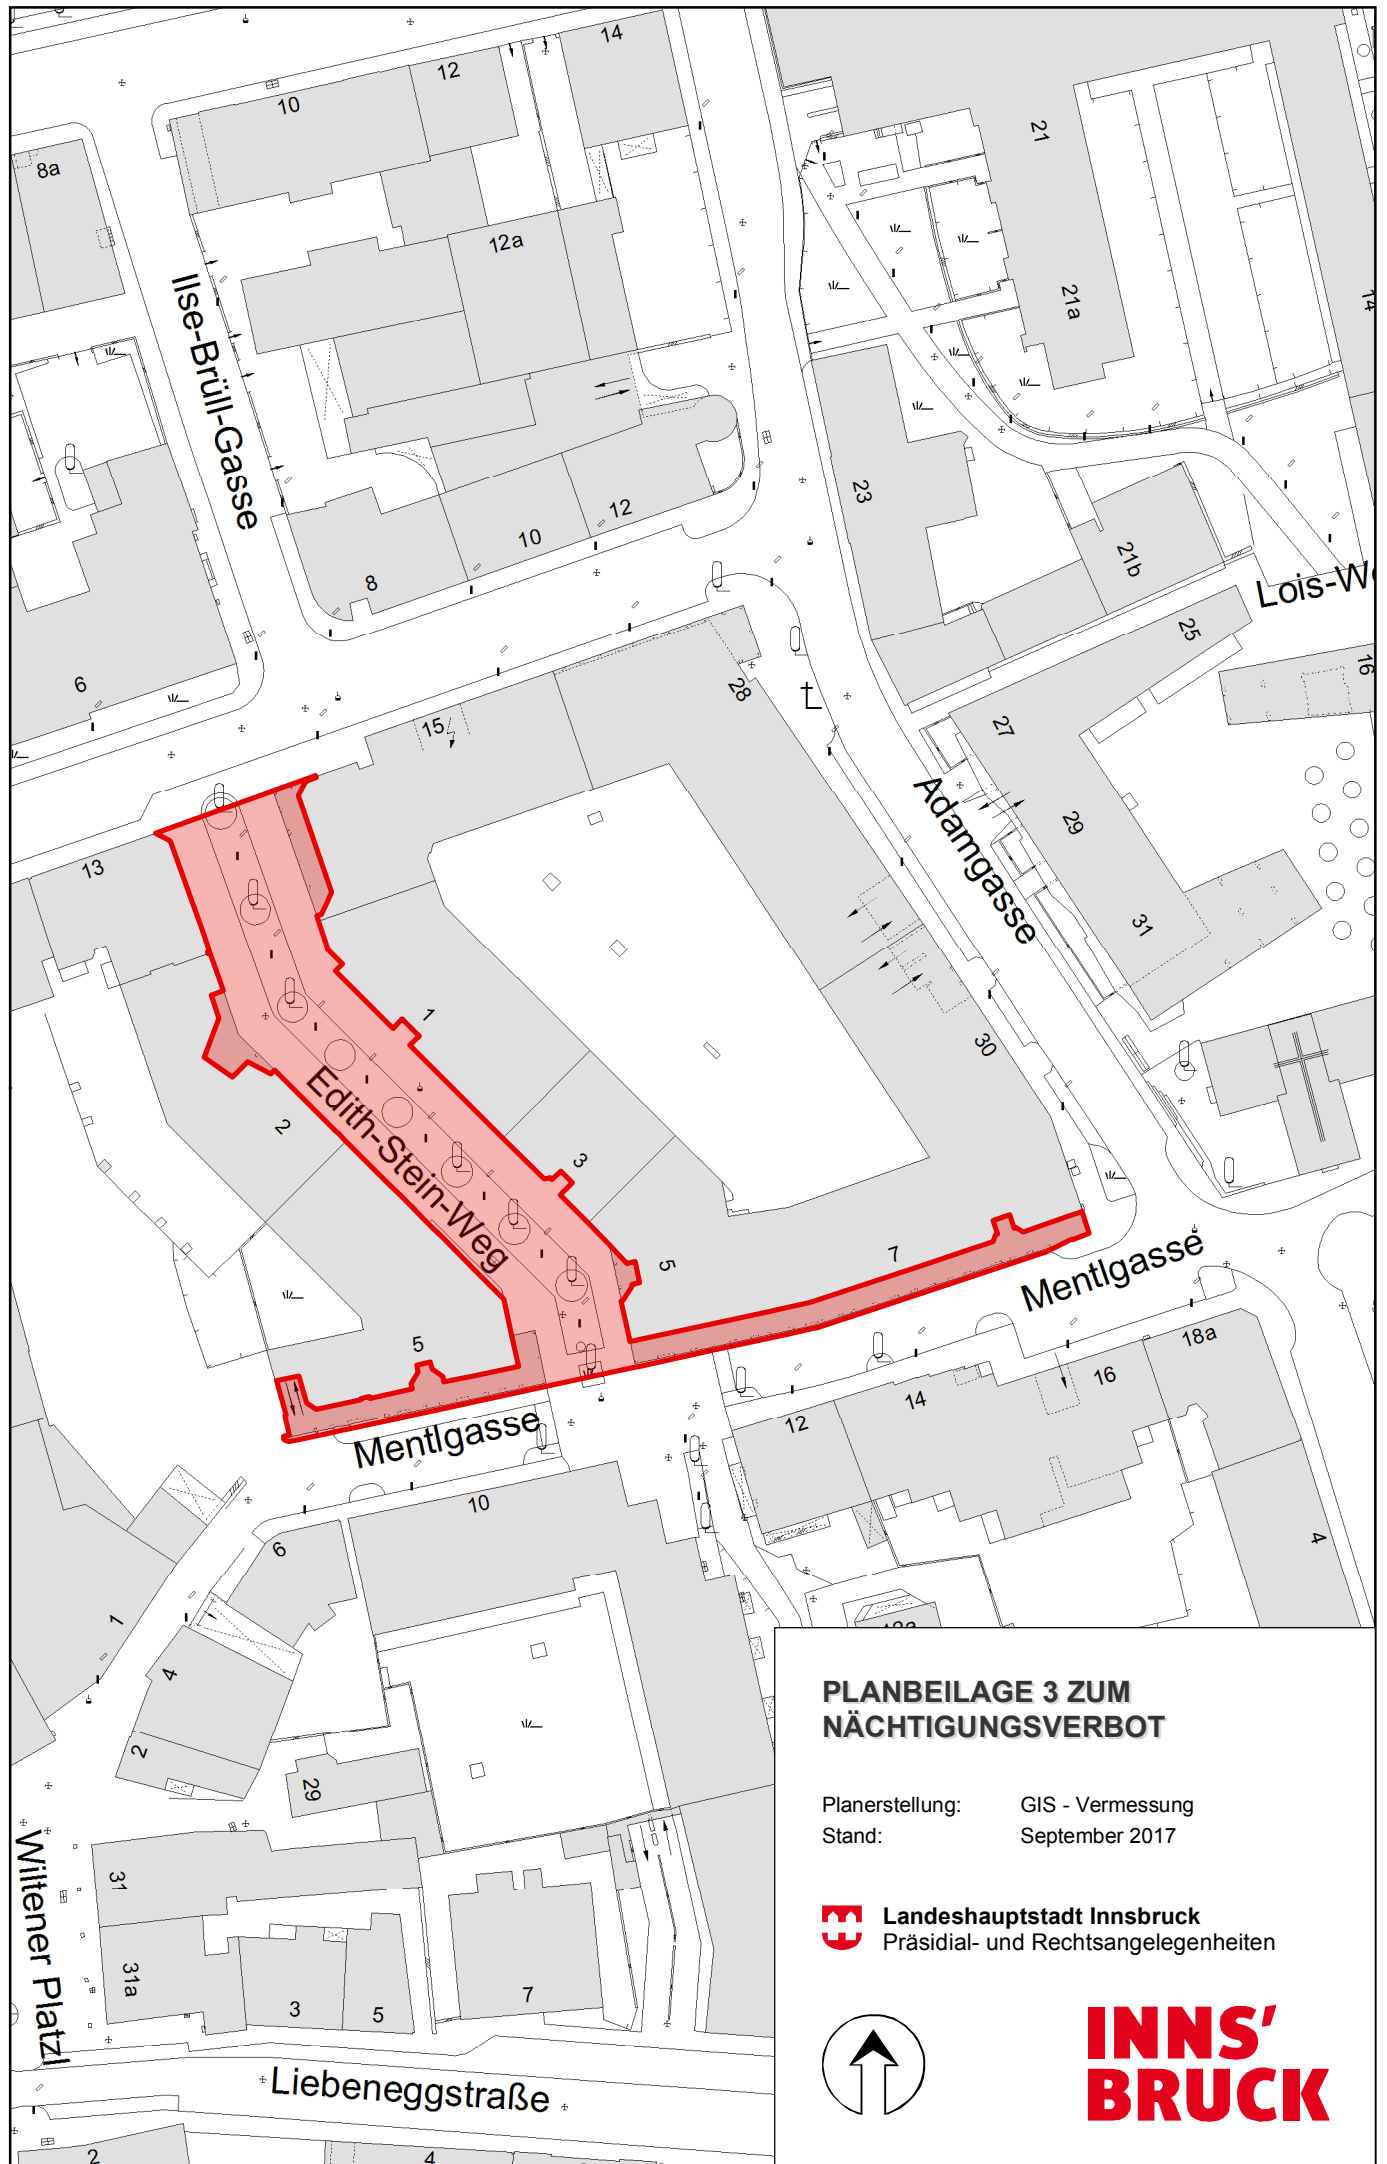 14
12
10
8a
21
12a
21a
14
Ilse-Brüll-Gasse
23
12
10
21b
8
Lois-W
25
6
16
28
15
27
Adamgasse
29
13
31
1
30
2
Edith-Stein-Weg
3
5
7
Mentlgasse
5
18a
16
14
12
Mentlgasse
10
6
4
1
4
2
29
31
Wiltener Platzl
31a
3
5
7
Liebeneggstraße
2
4
PLANBEILAGE 3 ZUM
NÄCHTIGUNGSVERBOT
Planerstellung: GIS - Vermessung
Stand: September 2017
Landeshauptstadt Innsbruck
Präsidial- und Rechtsangelegenheiten
INNS'
BRUCK